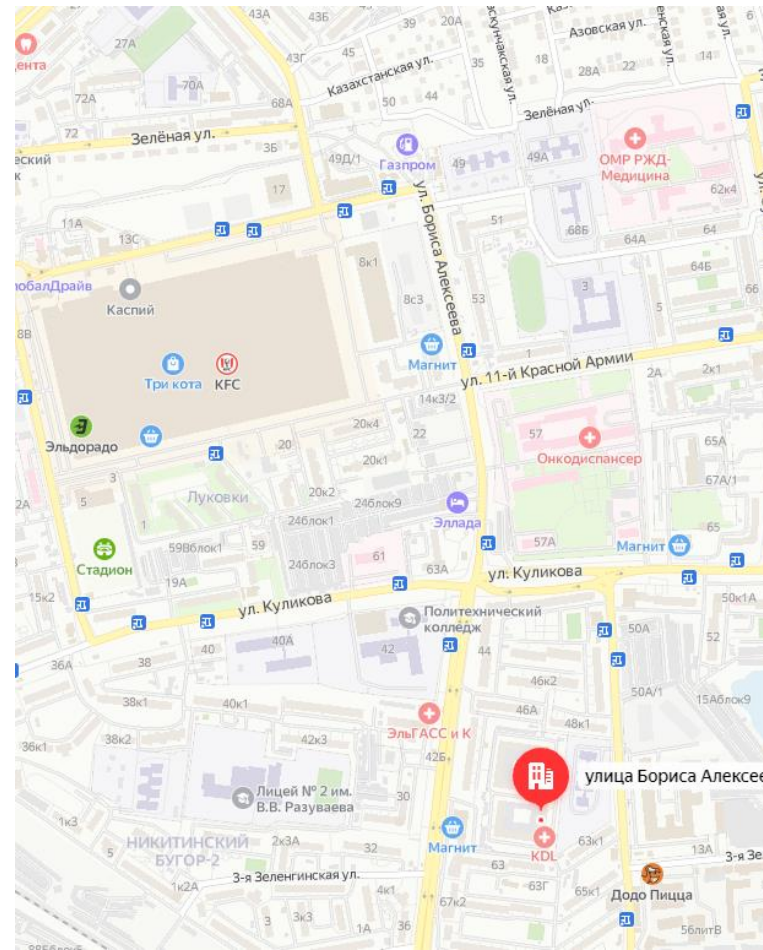 43А
43Б
39
20А
Азовская ул.
27А
ента
43Г
45
Казахстанская ул.
35
18
28А
22
14
72А
70А
68А
50
44
Зелёная ул.
72
Зелёная ул.
3Б
49Д/1
Газпром
49
49А
ОМР РЖД-
Медицина
17
62к4
ул. Бориса Алексеева
11А
13С
51
68Б
64А
64
8к1
64Б
66
Каспий
8с3
53
3
5
8В
Магнит
1
Три кота
KFC
ул. 11-й Красной Армии
2А
2к1
14к3/2
Эльдорадо
20
20к4
22
57
Онкодиспансер
65А
20к1
3
5
Луковки
20к2
24блок9
67А/1
1
24блок1
Эллада
65
Стадион
59Вблок1
59
61
57А
Магнит
24блок3
63А
19А
ул. Куликова
15к2
ул. Куликова
50к1А
Политехнический
колледж
50А
52
40А
42
44
36А
38
40
46к2
50А/1
15Аблок9
38к1
40к1
46А
48к1
ЭльГАСС и К
36к1
38к2
42к3
42Б
улица Бориса Алексее
Лицей № 2 им.
В.В. Разуваева
30
1к3
НИКИТИНСКИЙ
БУГОР-2
2к3А
32
Магнит
KDL
63к1
13А
3-я Зе
63
3-я Зеленгинская ул.
1к2А
4к1
63Г
65к1
Додо Пицца
67к2
3
3к3
1А
36
56литВ